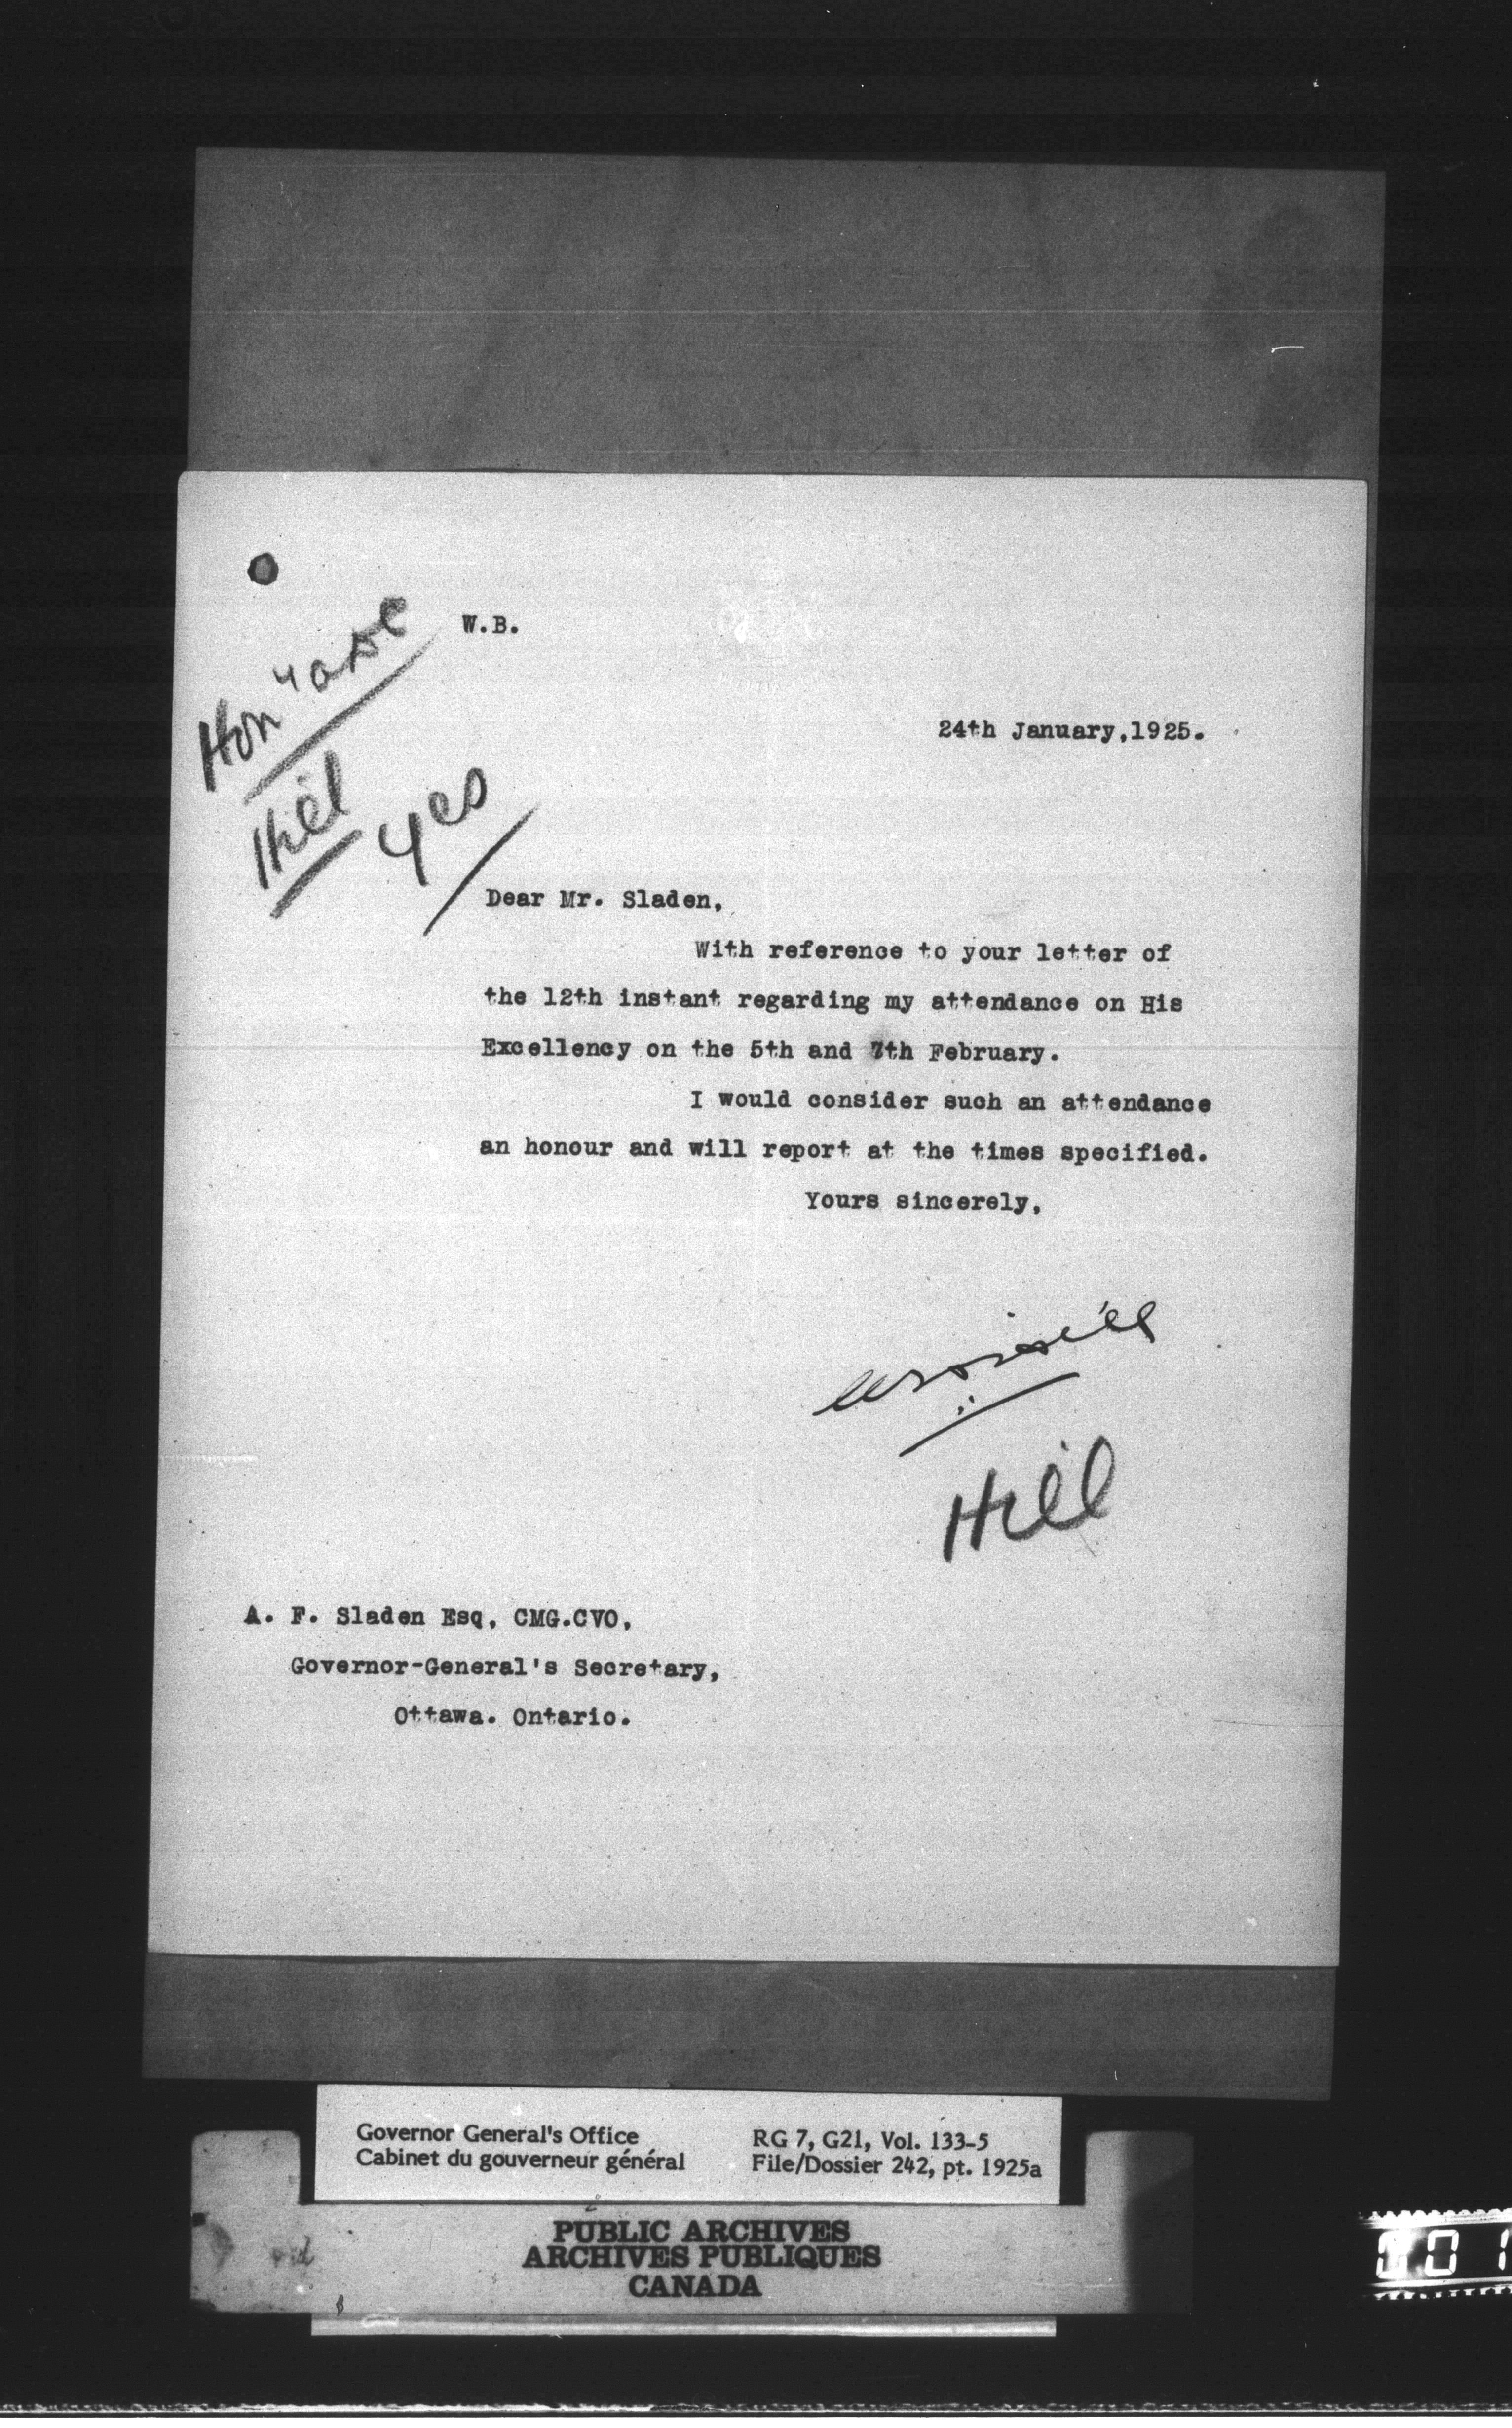 W.B.
Hon'y ADC
Hill
Yes
24th January,1925.
Dear Mr. Sladen,
With reference to your letter of
the 12th instant regarding my attendance on His
Excellency on the 5th and 7th February.
I would consider such an attendance
an honour and will report at the times specified.
Yours sincerely,
Hill
A. F. Sladen Esq, CMG.CVO,
Governor-General's Secretary,
Ottawa. Ontario.
Governor General's Office
Cabinet du gouverneur général
RG 7, G21, Vol. 133-5
File/Dossier 242, pt. 1925a
PUBLIC ARCHIVES
ARCHIVES PUBLIQUES
CANADA